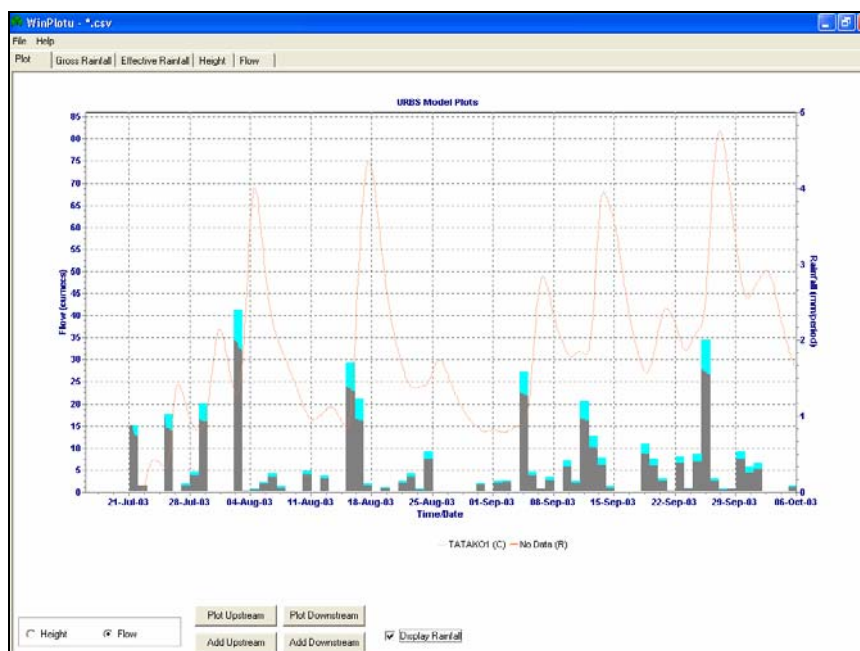 WinPlotu - *.csv
File Help
Plot Gross Rainfall Effective Rainfall Height Flow
URBS Model Plots
85
80
75
70
65
60
55
50
45
40
35
30
25
20
15
10
5
0
Flow (cumecs)
5
4
3
2
1
0
Rainfall (mm/period)
21-Jul-03 28-Jul-03 04-Aug-03 11-Aug-03 18-Aug-03 25-Aug-03 01-Sep-03 08-Sep-03 15-Sep-03 22-Sep-03 29-Sep-03 06-Oct-03
Time/Date
TATAKO1 (C) No Data (R)
Height Flow
Plot Upstream Plot Downstream
Add Upstream Add Downstream
Display Rainfall